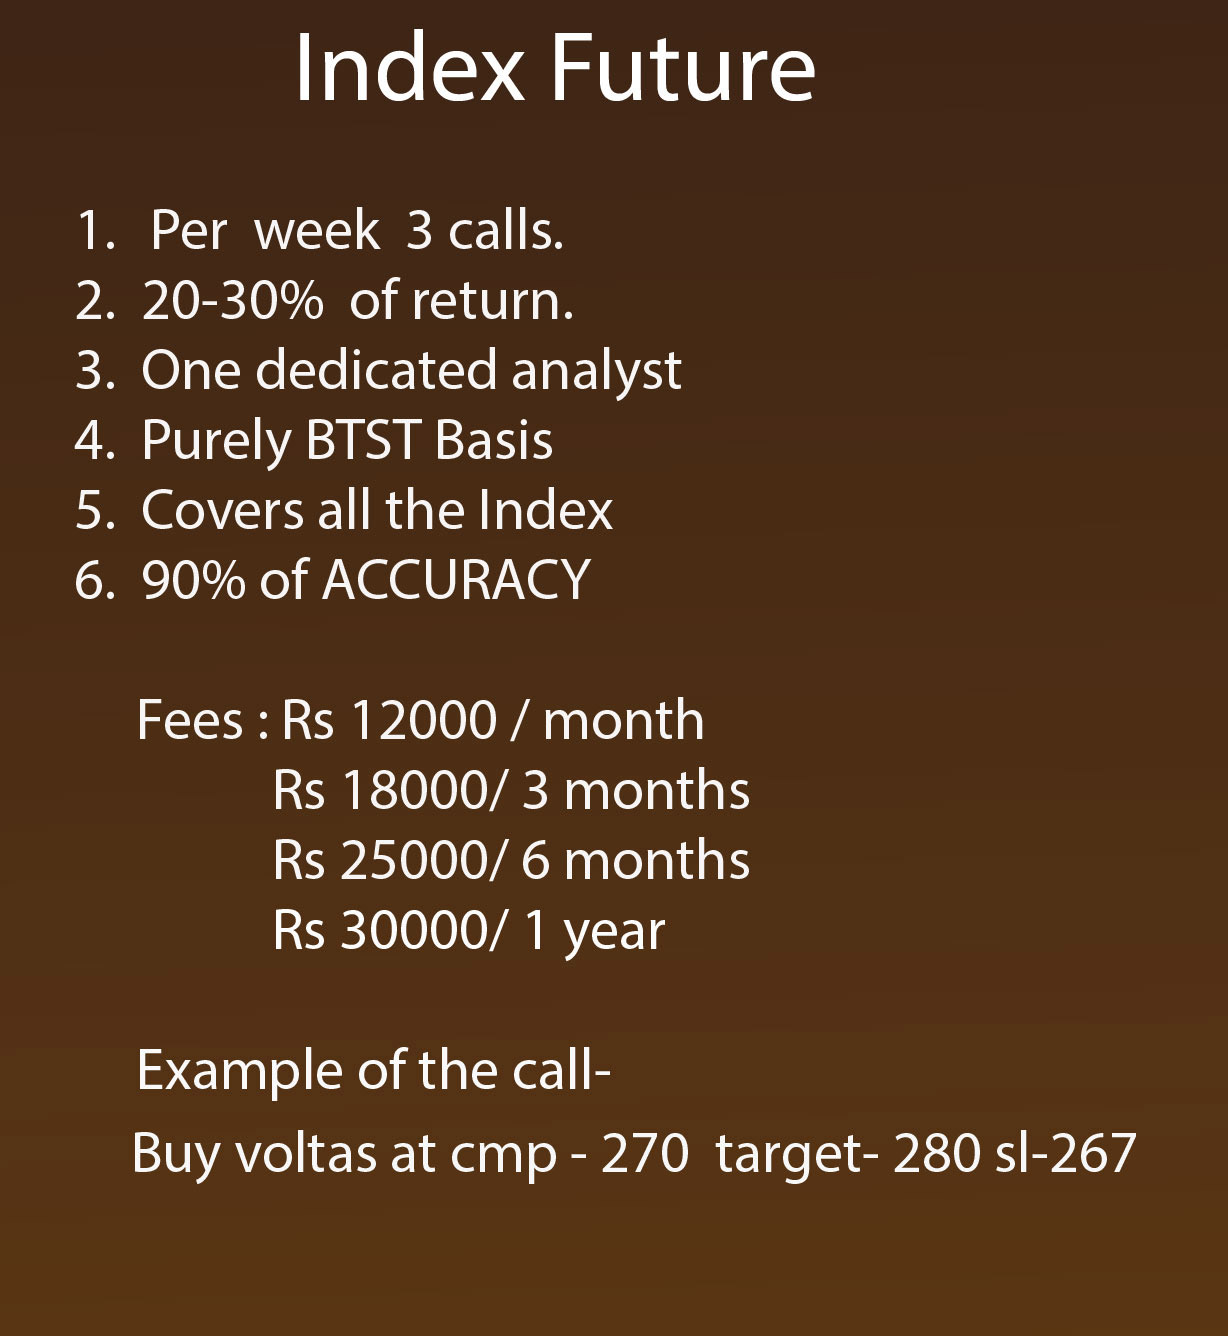 Index Future
1. Per week 3 calls.
2. 20-30% of return.
3. One dedicated analyst
4. Purely BTST Basis
5. Covers all the Index
6. 90% of ACCURACY
Fees : Rs 12000 / month
Rs 18000/ 3 months
Rs 25000/ 6 months
Rs 30000/ 1 year
Example of the call-
Buy voltas at cmp - 270 target- 280 sl-267